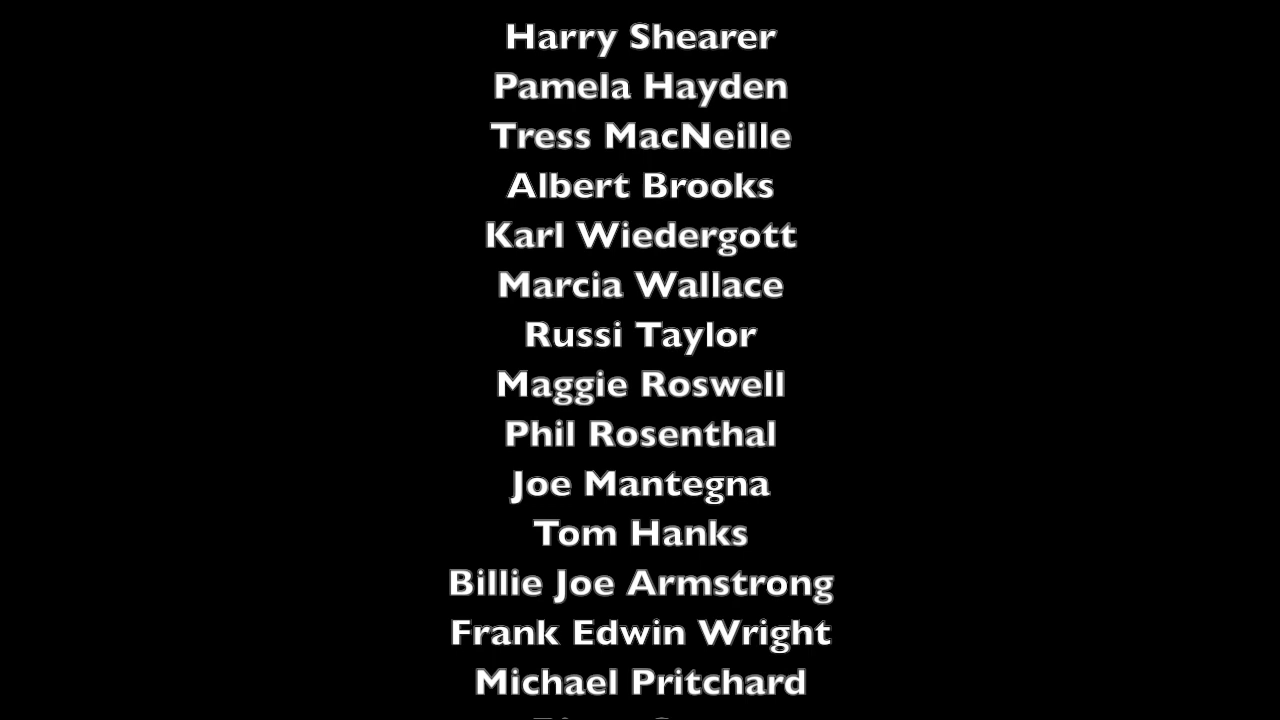 Harry Shearer
Pamela Hayden
Tress MacNeille
Albert Brooks
Karl Wiedergott
Marcia Wallace
Russi Taylor
Maggie Roswell
Phil Rosenthal
Joe Mantegna
Tom Hanks
Billie Joe Armstrong
Frank Edwin Wright
Michael Pritchard